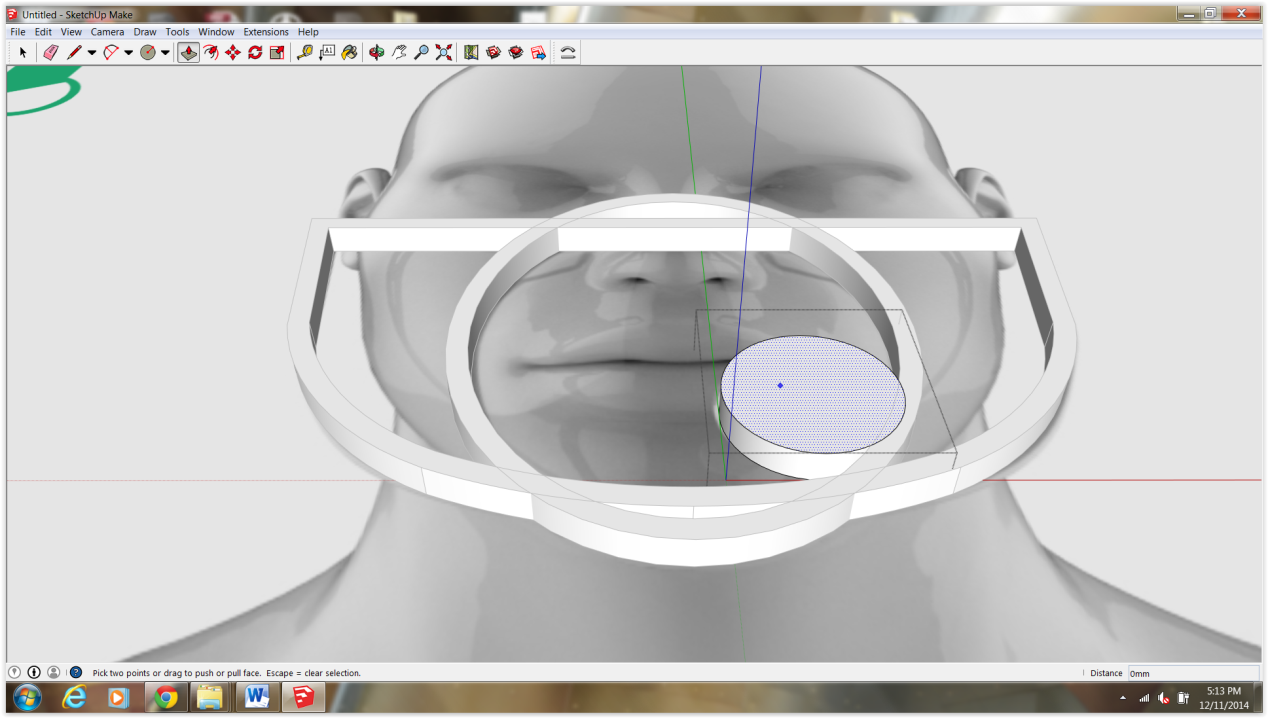 Untitled - SketchUp Make
File Edit View Camera Draw Tools Window Extensions Help
A1
Pick two points or drag to push or pull face. Escape = clear selection.
Distance 0mm
5:13 PM
12/11/2014